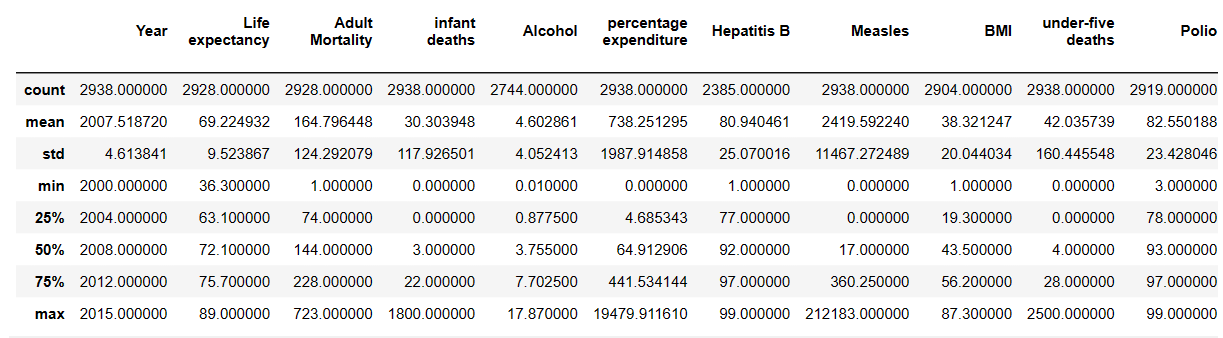 Year Life expectancy Adult Mortality infant deaths Alcohol percentage expenditure Hepatitis B Measles BMI under-five deaths Polio
count 2938.000000 2928.000000 2928.000000 2938.000000 2744.000000 2938.000000 2385.000000 2938.000000 2904.000000 2938.000000 2919.000000
mean 2007.518720 69.224932 164.796448 30.303948 4.602861 738.251295 80.940461 2419.592240 38.321247 42.035739 82.550188
std 4.613841 9.523867 124.292079 117.926501 4.052413 1987.914858 25.070016 11467.272489 20.044034 160.445548 23.428046
min 2000.000000 36.300000 1.000000 0.000000 0.010000 0.000000 1.000000 0.000000 1.000000 0.000000 3.000000
25% 2004.000000 63.100000 74.000000 0.000000 0.877500 4.685343 77.000000 0.000000 19.300000 0.000000 78.000000
50% 2008.000000 72.100000 144.000000 3.000000 3.755000 64.912906 92.000000 17.000000 43.500000 4.000000 93.000000
75% 2012.000000 75.700000 228.000000 22.000000 7.702500 441.534144 97.000000 360.250000 56.200000 28.000000 97.000000
max 2015.000000 89.000000 723.000000 1800.000000 17.870000 19479.911610 99.000000 212183.000000 87.300000 2500.000000 99.000000